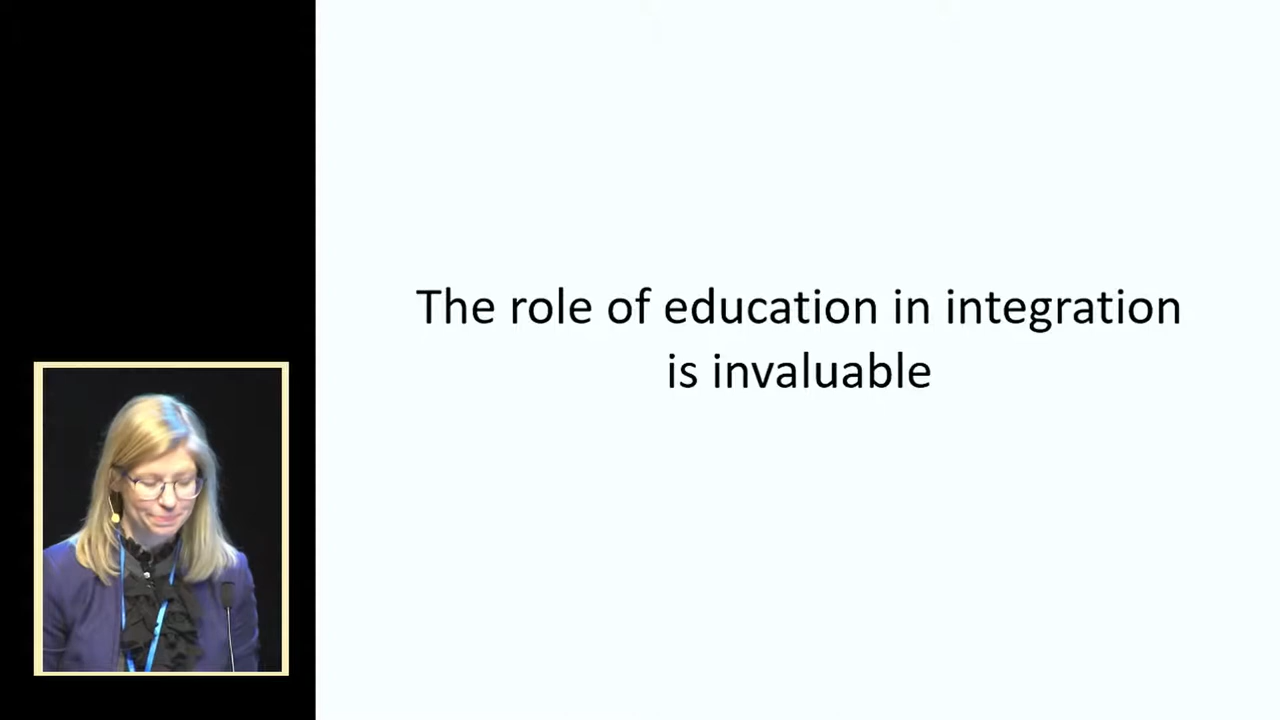 The role of education in integration
is invaluable